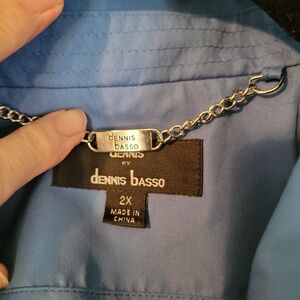 dENNIS
basso
dENNIS
BY
dENNIS basso
2X
MADE IN
CHINA